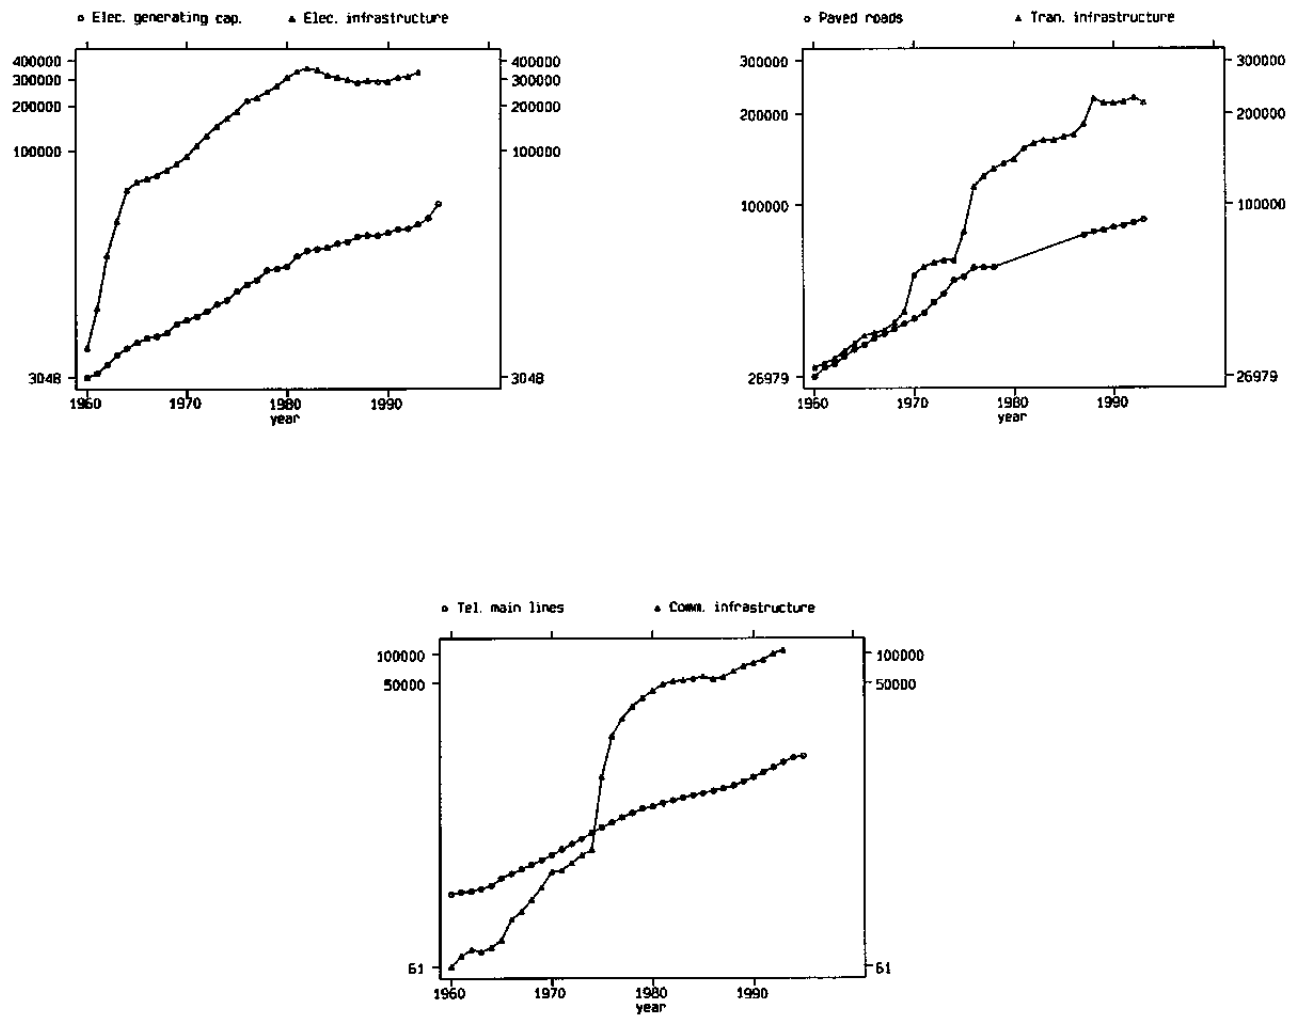 Elec. generating cap. Elec. infrastructure
400000 400000
300000 300000
200000 200000
100000 100000
3048 3048
1960 1970 1980 1990
year
Paved roads Tran. infrastructure
300000 300000
200000 200000
100000 100000
26979 26979
1960 1970 1980 1990
year
Tel. main lines Comm. infrastructure
100000 100000
50000 50000
61 61
1960 1970 1980 1990
year